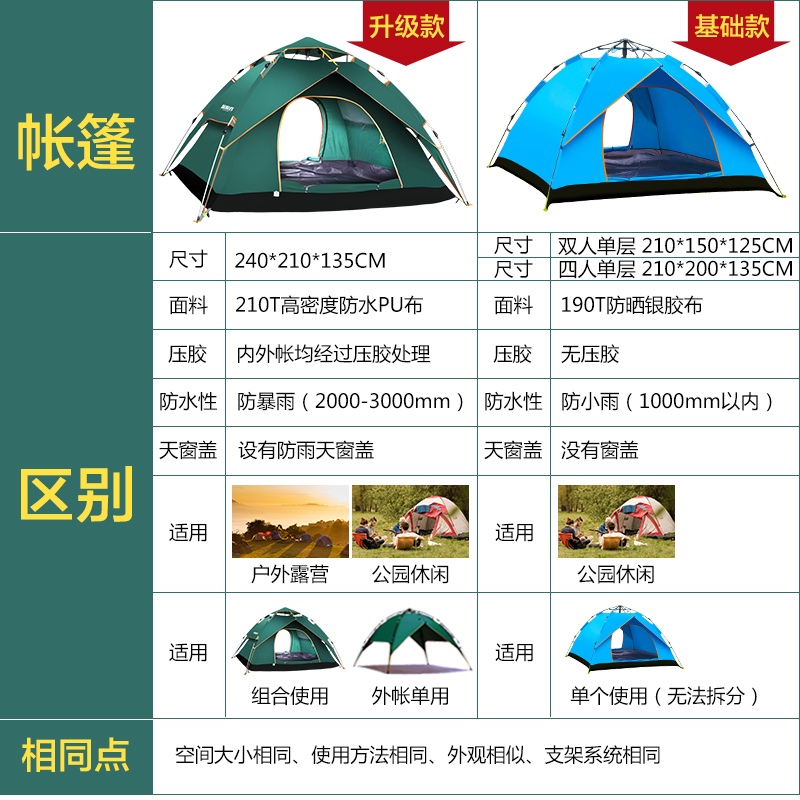 升级款
基础款
帐篷
尺寸
240*210*135CM
尺寸
双人单层 210*150*125CM
尺寸
四人单层 210*200*135CM
区别
面料
210T高密度防水PU布
面料
190T防晒银胶布
压胶
内外帐均经过压胶处理
压胶
无压胶
防水性
防暴雨（2000-3000mm）
防水性
防小雨（1000mm以内）
天窗盖
设有防雨天窗盖
天窗盖
没有窗盖
适用
户外露营
公园休闲
适用
公园休闲
适用
组合使用
外帐单用
适用
单个使用（无法拆分）
相同点
空间大小相同、使用方法相同、外观相似、支架系统相同